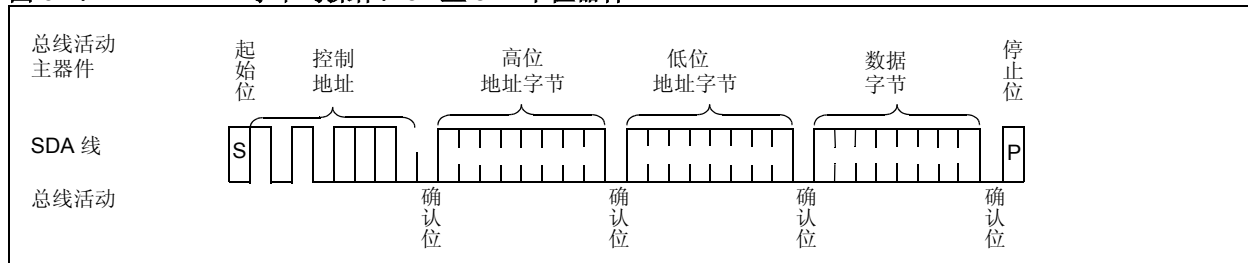 总线活动
主器件
起始位
控制
地址
高位
地址字节
低位
地址字节
数据
字节
停止位
SDA 线
S
P
总线活动
确认位
确认位
确认位
确认位